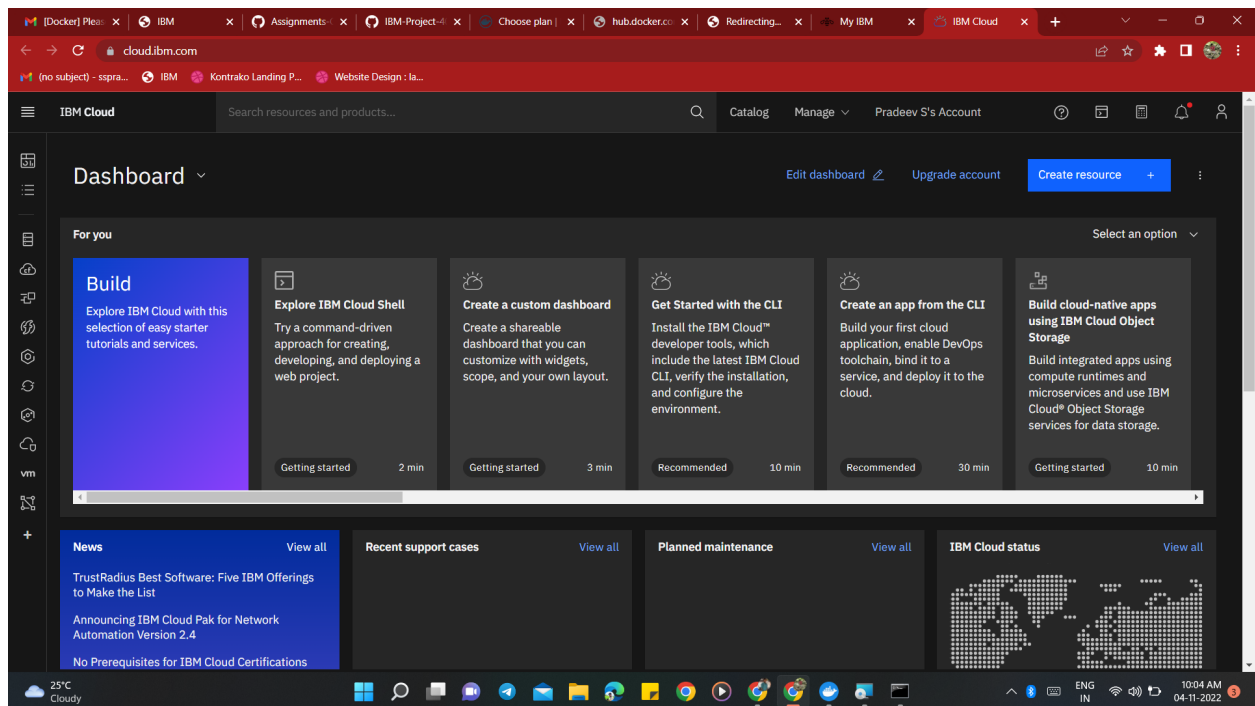 [Docker] Pleas
IBM
Assignments-
IBM-Project-4
Choose plan |
hub.docker.co
Redirecting...
My IBM
IBM Cloud
cloud.ibm.com
(no subject) - sspra...
IBM
Kontrako Landing P...
Website Design : la...
IBM Cloud
Search resources and products...
Catalog
Manage
Pradeev S's Account
Dashboard
Edit dashboard
Upgrade account
Create resource +
For you
Select an option
Build
Explore IBM Cloud with this
selection of easy starter
tutorials and services.
Explore IBM Cloud Shell
Try a command-driven
approach for creating,
developing, and deploying a
web project.
Getting started
2 min
Create a custom dashboard
Create a shareable
dashboard that you can
customize with widgets,
scope, and your own layout.
Getting started
3 min
Get Started with the CLI
Install the IBM Cloud™
developer tools, which
include the latest IBM Cloud
CLI, verify the installation,
and configure the
environment.
Recommended
10 min
Create an app from the CLI
Build your first cloud
application, enable DevOps
toolchain, bind it to a
service, and deploy it to the
cloud.
Recommended
30 min
Build cloud-native apps
using IBM Cloud Object
Storage
Build integrated apps using
compute runtimes and
microservices and use IBM
Cloud® Object Storage
services for data storage.
Getting started
10 min
vm
News
View all
TrustRadius Best Software: Five IBM Offerings
to Make the List
Announcing IBM Cloud Pak for Network
Automation Version 2.4
No Prerequisites for IBM Cloud Certifications
Recent support cases
View all
Planned maintenance
View all
IBM Cloud status
View all
25°C
Cloudy
ENG
IN
10:04 AM
04-11-2022
3